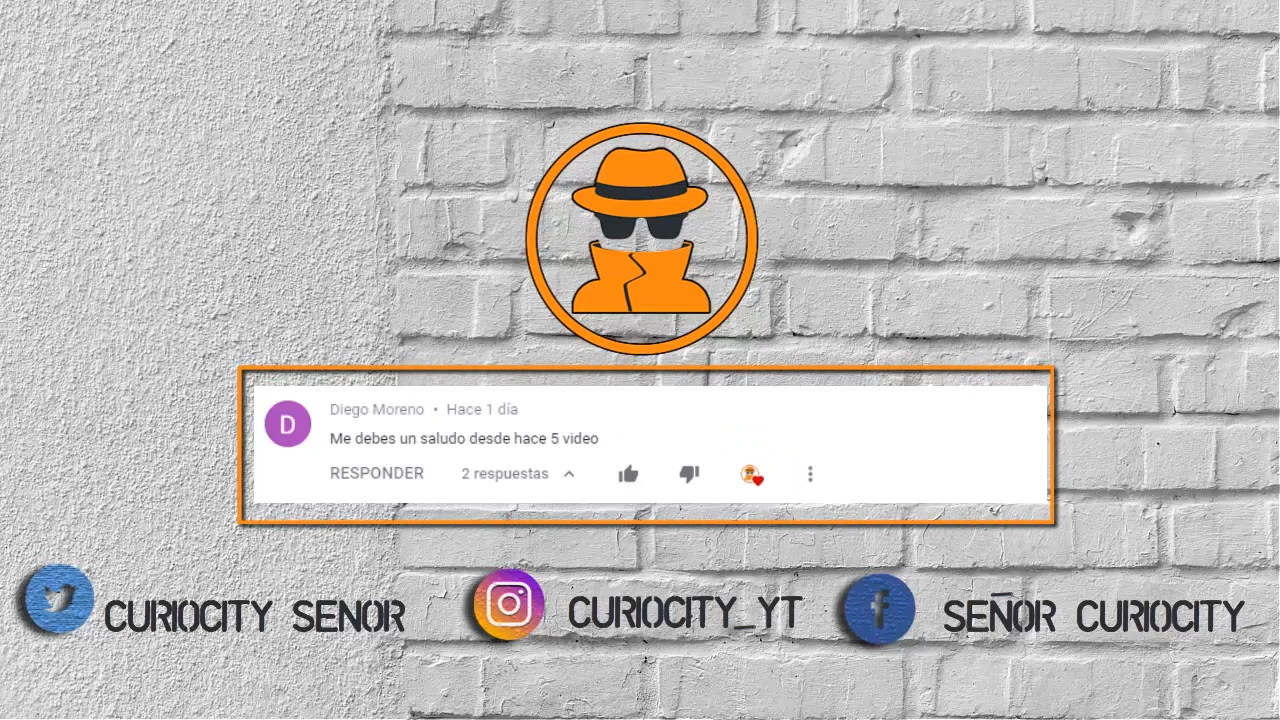 D
Diego Moreno • Hace 1 día
Me debes un saludo desde hace 5 video
RESPONDER 2 respuestas
CURIOCITY SENOR
CURIOCITY_YT
SEÑOR CURIOCITY